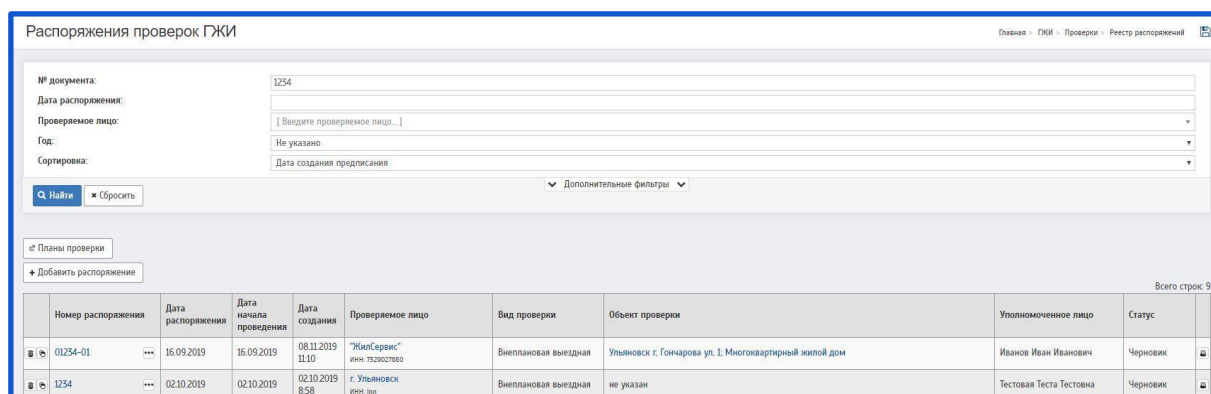 Распоряжения проверок ГЖИ
Главная > ГЖИ > Проверки > Реестр распоряжений
№ документа:
1234
Дата распоряжения:
Проверяемое лицо:
[ Введите проверяемое лицо... ]
Год:
Не указано
Сортировка:
Дата создания предписания
Дополнительные фильтры
Найти
Сбросить
Планы проверки
+ Добавить распоряжение
Всего строк: 9
Номер распоряжения
Дата распоряжения
Дата начала проведения
Дата создания
Проверяемое лицо
Вид проверки
Объект проверки
Уполномоченное лицо
Статус
01234-01 ... 16.09.2019 16.09.2019 08.11.2019 11:10 "ЖилСервис" ИНН: 7329027680 Внеплановая выездная Ульяновск г, Гончарова ул, 1; Многоквартирный жилой дом Иванов Иван Иванович Черновик
1234 ... 02.10.2019 02.10.2019 02.10.2019 8:58 г. Ульяновск ИНН: Внеплановая выездная не указан Тестовая Теста Тестовна Черновик